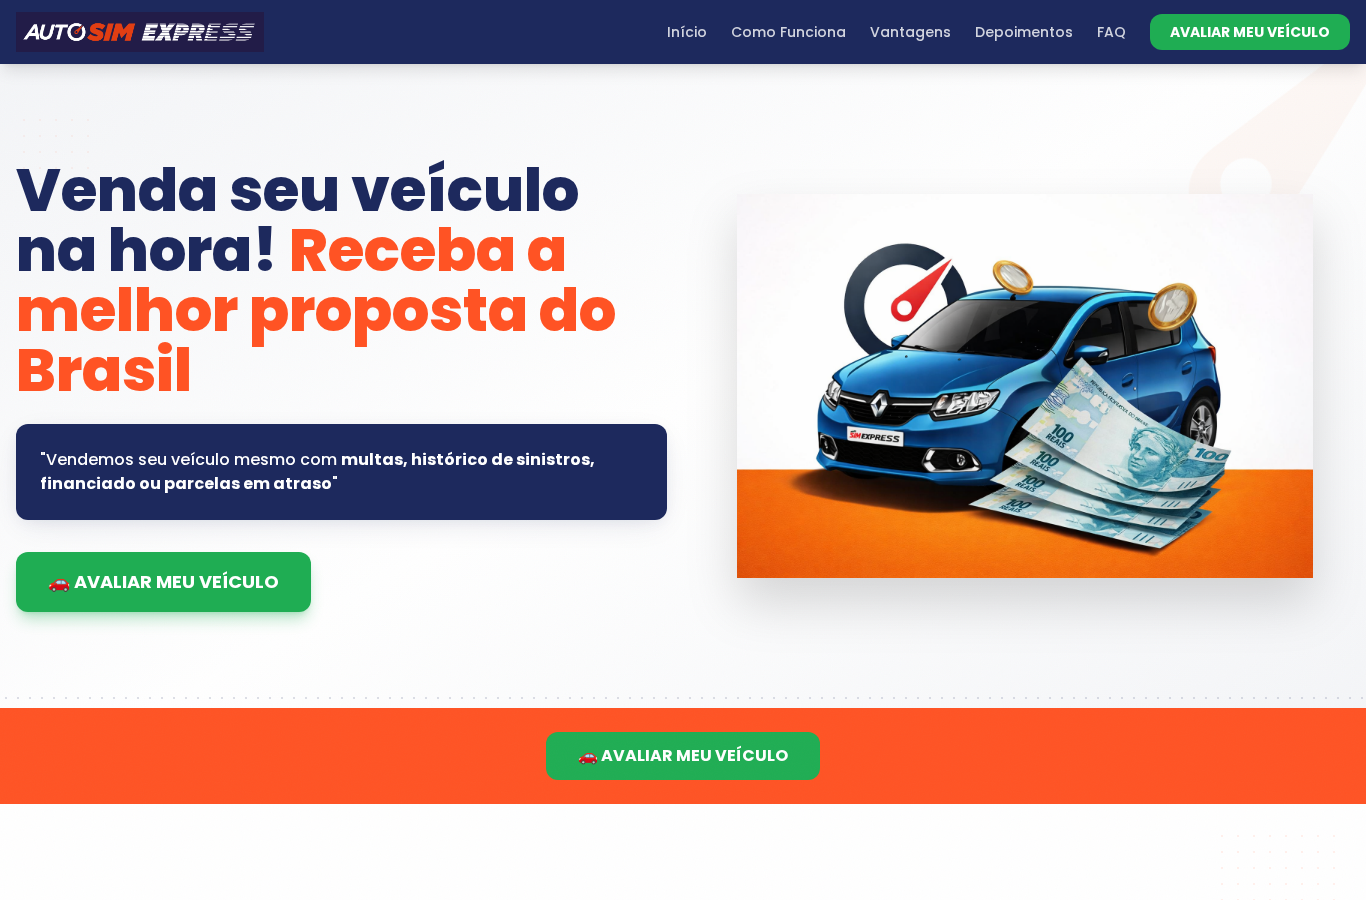 AUTO SIM EXPRESS
Início
Como Funciona
Vantagens
Depoimentos
FAQ
AVALIAR MEU VEÍCULO
Venda seu veículo
na hora! Receba a
melhor proposta do
Brasil
"Vendemos seu veículo mesmo com multas, histórico de sinistros,
financiado ou parcelas em atraso"
🚗 AVALIAR MEU VEÍCULO
SIM EXPRESS
100
REAIS
100
100
REAIS
100
REAIS
100
REAIS
🚗 AVALIAR MEU VEÍCULO